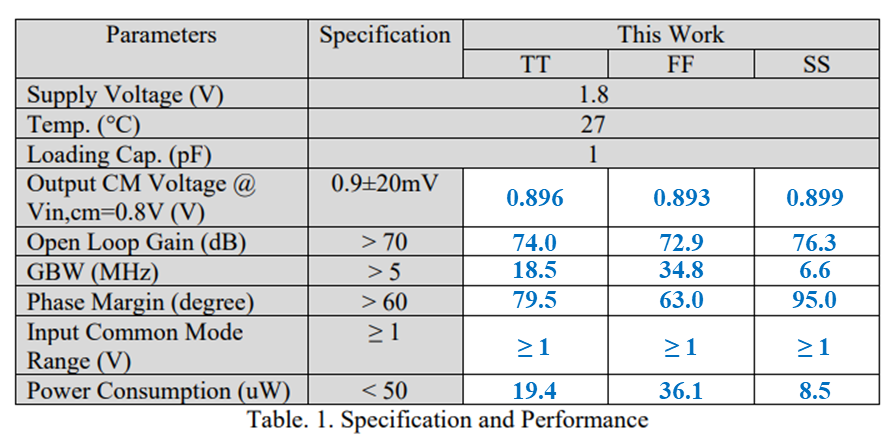 Parameters Specification This Work
TT FF SS
Supply Voltage (V) 1.8
Temp. (°C) 27
Loading Cap. (pF) 1
Output CM Voltage @ 0.9±20mV
Vin,cm=0.8V (V) 0.896 0.893 0.899
Open Loop Gain (dB) > 70 74.0 72.9 76.3
GBW (MHz) > 5 18.5 34.8 6.6
Phase Margin (degree) > 60 79.5 63.0 95.0
Input Common Mode ≥ 1
Range (V) ≥ 1 ≥ 1 ≥ 1
Power Consumption (uW) < 50 19.4 36.1 8.5
Table. 1. Specification and Performance